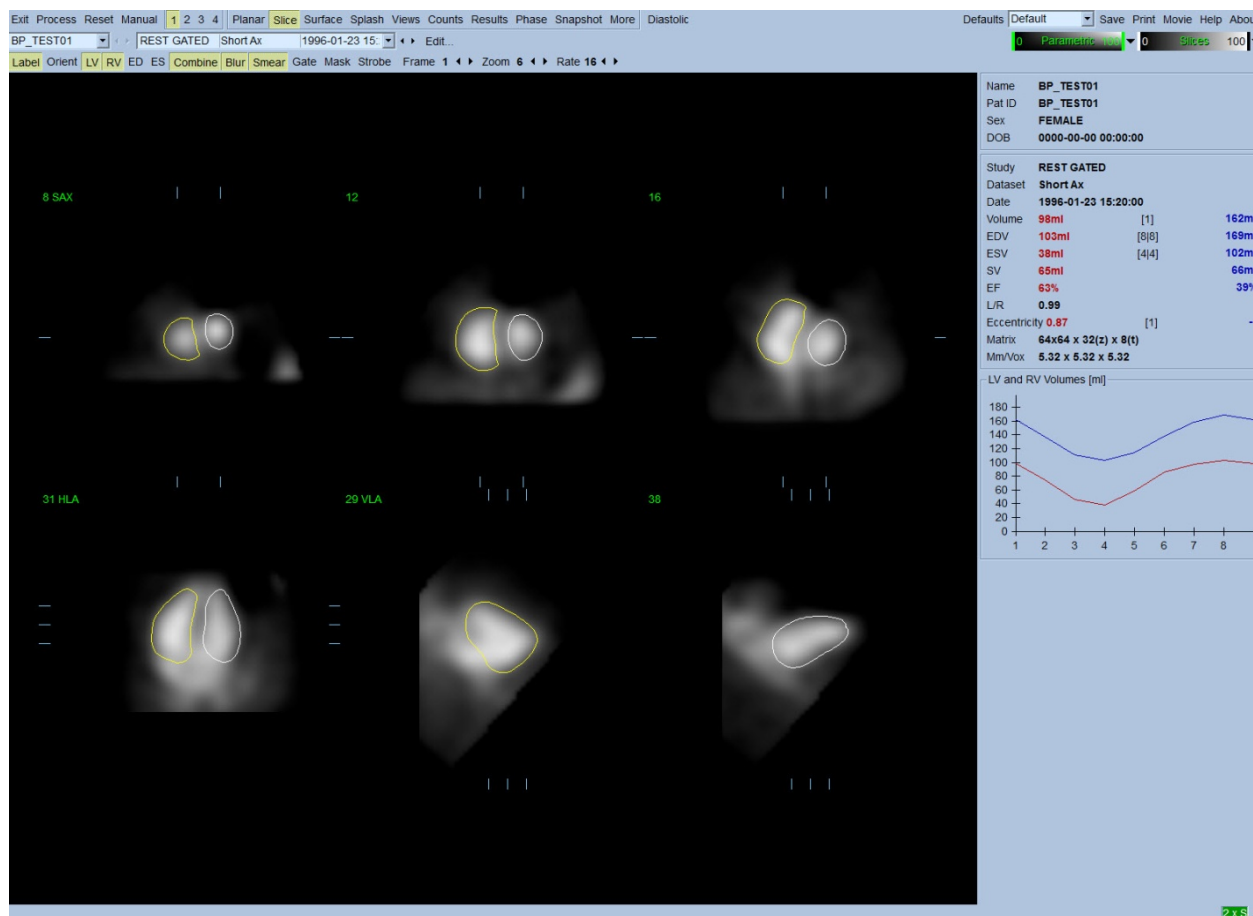 Exit Process Reset Manual 1 2 3 4 Planar Slice Surface Splash Views Counts Results Phase Snapshot More Diastolic Defaults Default Save Print Movie Help Abou
BP_TEST01 REST GATED Short Ax 1996-01-23 15: Edit... 0 Parametric 100 0 Slices 100
Label Orient LV RV ED ES Combine Blur Smear Gate Mask Strobe Frame 1 Zoom 6 Rate 16
Name BP_TEST01
Pat ID BP_TEST01
Sex FEMALE
DOB 0000-00-00 00:00:00
Study REST GATED
Dataset Short Ax
Date 1996-01-23 15:20:00
Volume 98ml [1] 162m
EDV 103ml [8|8] 169m
ESV 38ml [4|4] 102m
SV 65ml 66m
EF 63% 39%
L/R 0.99
Eccentricity 0.87 [1] -
Matrix 64x64 x 32(z) x 8(t)
Mm/Vox 5.32 x 5.32 x 5.32
LV and RV Volumes [ml]
180
160
140
120
100
80
60
40
20
0
1 2 3 4 5 6 7 8
8 SAX 12 16
31 HLA 29 VLA 38
2 x S